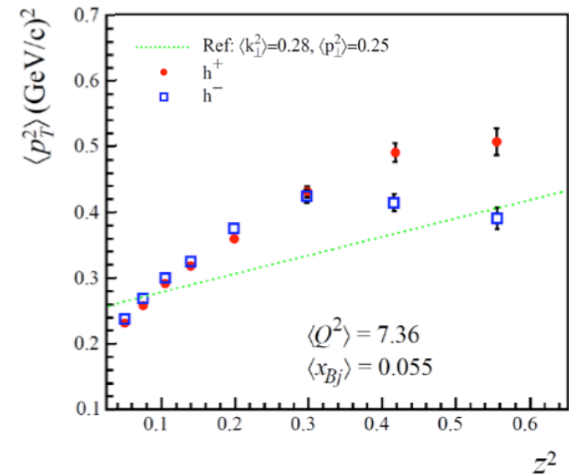 0.7
0.6
0.5
0.4
0.3
0.2
0.1
⟨p_T^2⟩ (GeV/c)^2
Ref: ⟨k_⊥^2⟩=0.28, ⟨p_⊥^2⟩=0.25
h^+
h^−
⟨Q^2⟩ = 7.36
⟨x_{Bj}⟩ = 0.055
0.1 0.2 0.3 0.4 0.5 0.6
z^2